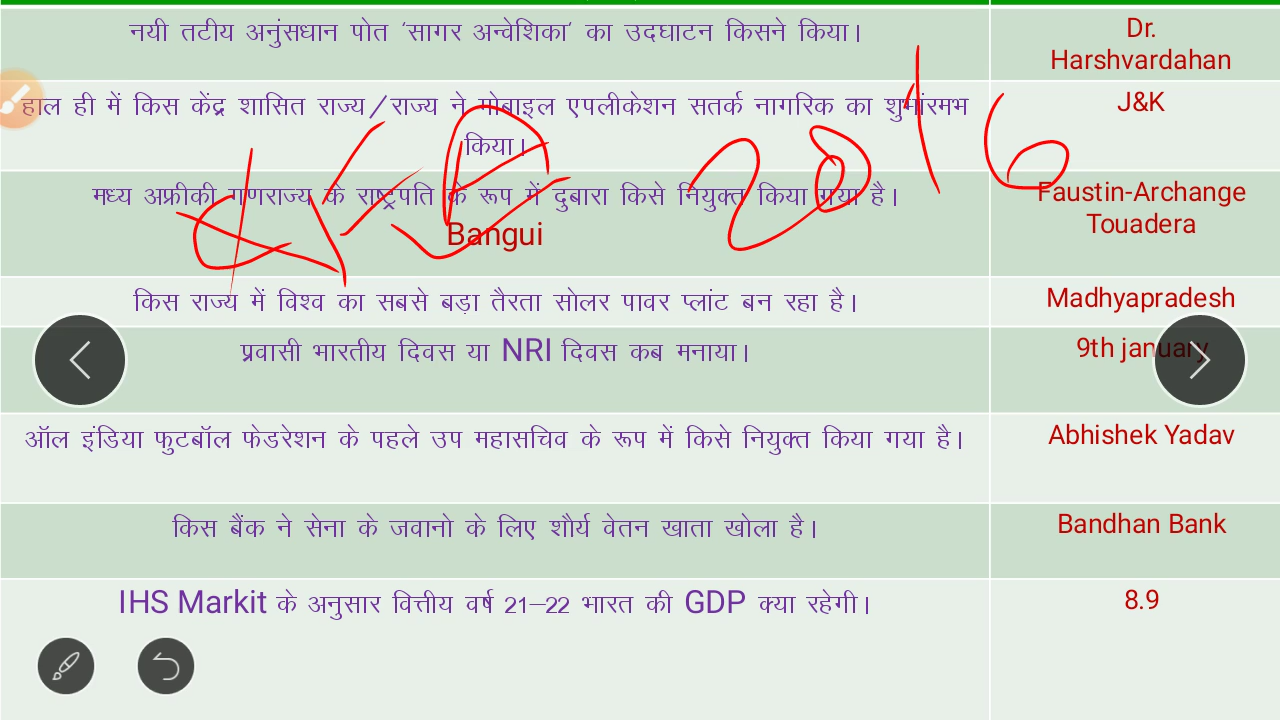 नयी तटीय अनुंसधान पोत ‘सागर अन्वेशिका’ का उदघाटन किसने किया।
Dr. Harshvardahan
हाल ही में किस केंद्र शासित राज्य/राज्य ने मोबाइल एपलीकेशन सतर्क नागरिक का शुभांरमभ
किया।
J&K
मध्य अफ्रीकी गणराज्य के राष्ट्रपति के रूप में दुबारा किसे नियुक्त किया गया है।
Bangui
Faustin-Archange
Touadera
किस राज्य में विश्व का सबसे बड़ा तैरता सोलर पावर प्लांट बन रहा है।
Madhyapradesh
प्रवासी भारतीय दिवस या NRI दिवस कब मनाया।
9th january
ऑल इंडिया फुटबॉल फेडरेशन के पहले उप महासचिव के रूप में किसे नियुक्त किया गया है।
Abhishek Yadav
किस बैंक ने सेना के जवानो के लिए शौर्य वेतन खाता खोला है।
Bandhan Bank
IHS Markit के अनुसार वित्तीय वर्ष 21–22 भारत की GDP क्या रहेगी।
8.9
2016